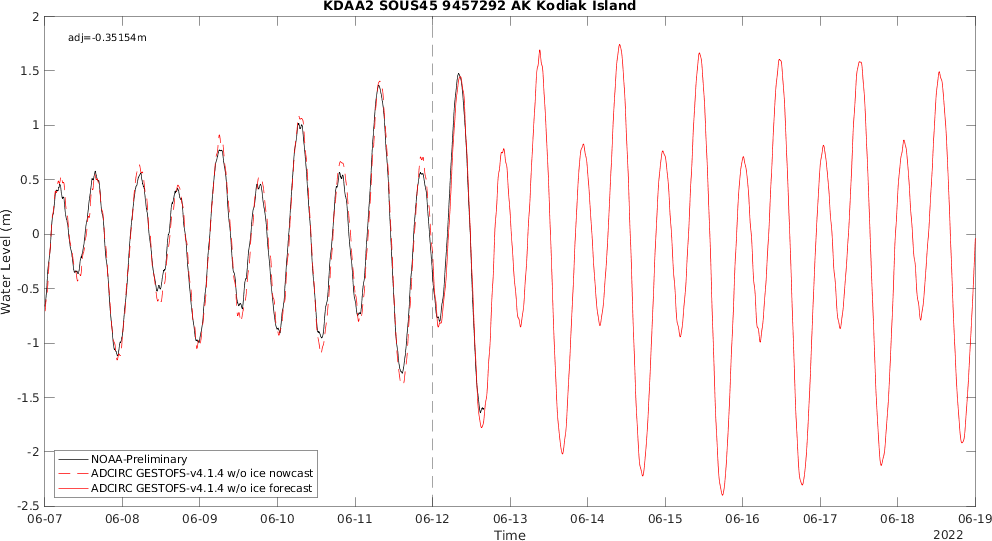 KDAA2 SOUS45 9457292 AK Kodiak Island
adj=-0.35154m
2
1.5
1
0.5
0
-0.5
-1
-1.5
-2
-2.5
Water Level (m)
NOAA-Preliminary
ADCIRC GESTOFS-v4.1.4 w/o ice nowcast
ADCIRC GESTOFS-v4.1.4 w/o ice forecast
06-07 06-08 06-09 06-10 06-11 06-12 06-13 06-14 06-15 06-16 06-17 06-18 06-19
Time
2022